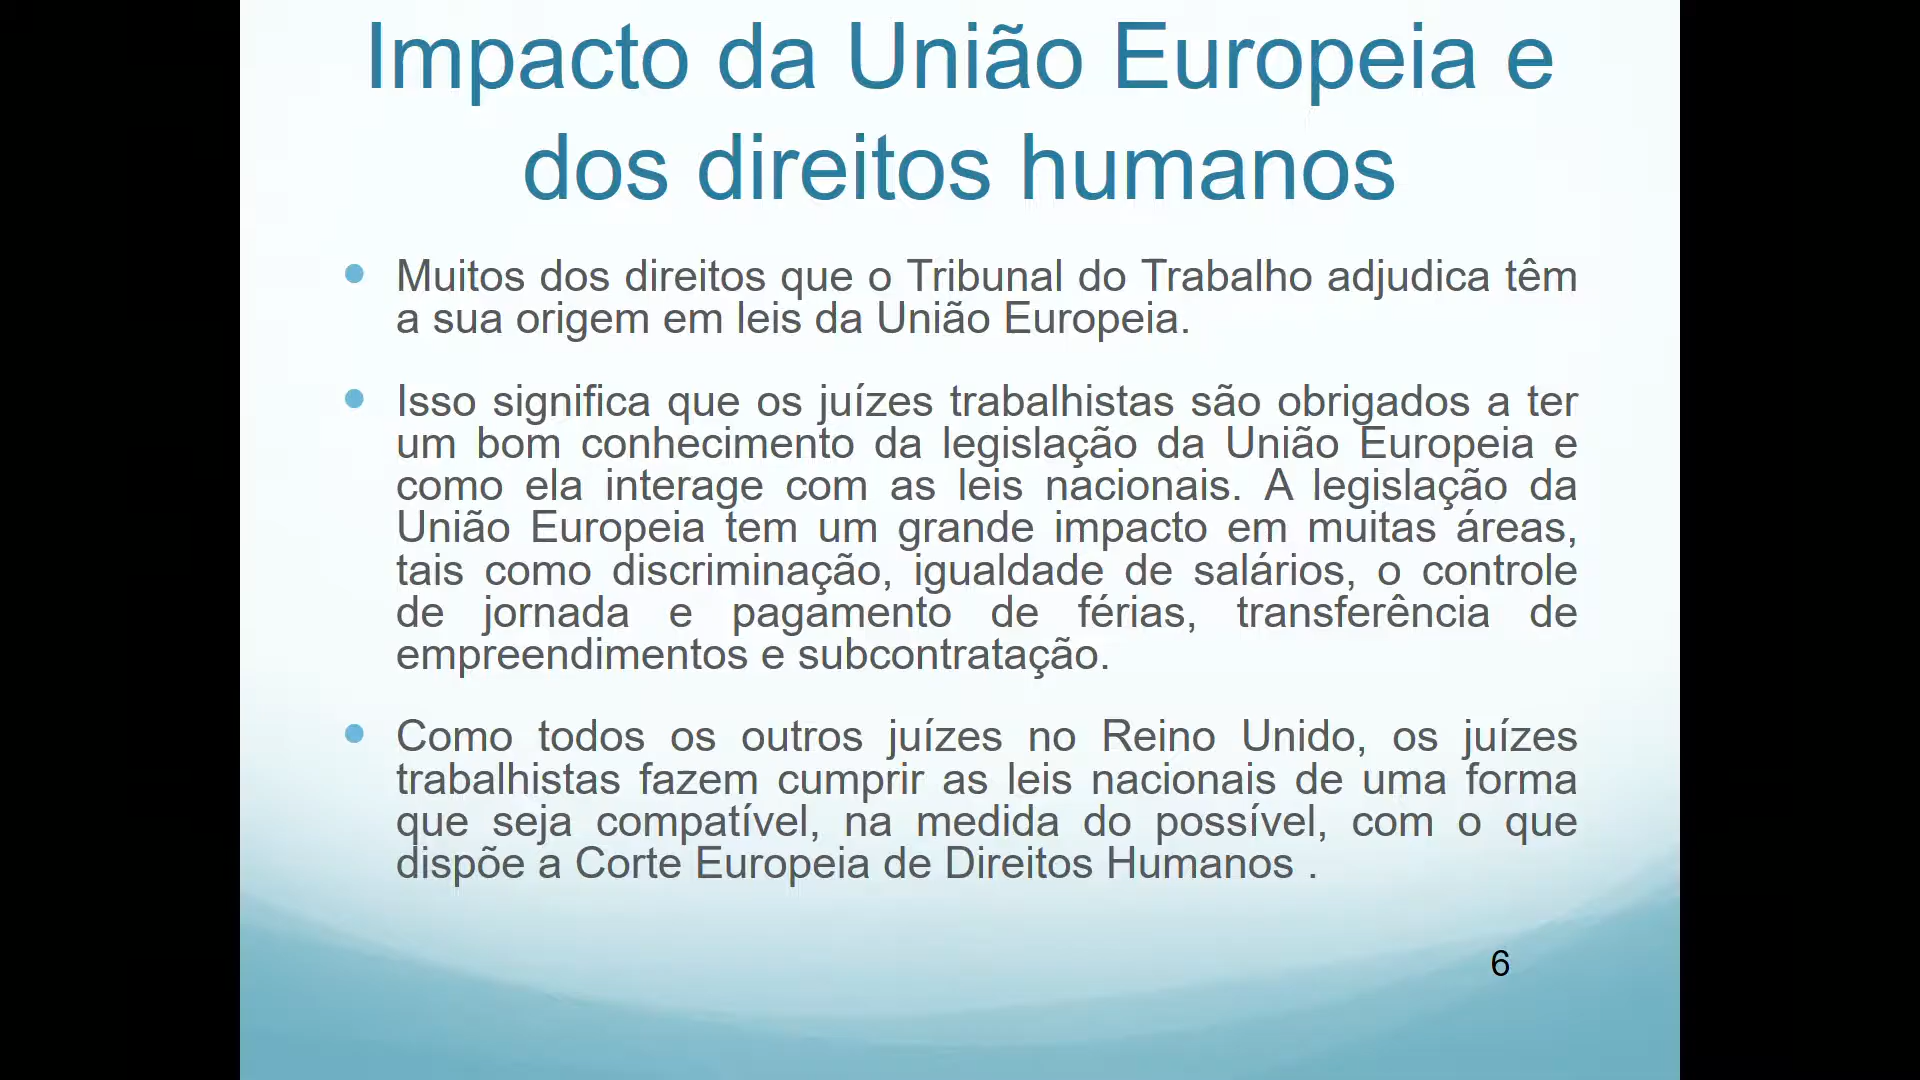 Impacto da União Europeia e
dos direitos humanos
Muitos dos direitos que o Tribunal do Trabalho adjudica têm
a sua origem em leis da União Europeia.
Isso significa que os juízes trabalhistas são obrigados a ter
um bom conhecimento da legislação da União Europeia e
como ela interage com as leis nacionais. A legislação da
União Europeia tem um grande impacto em muitas áreas,
tais como discriminação, igualdade de salários, o controle
de jornada e pagamento de férias, transferência de
empreendimentos e subcontratação.
Como todos os outros juízes no Reino Unido, os juízes
trabalhistas fazem cumprir as leis nacionais de uma forma
que seja compatível, na medida do possível, com o que
dispõe a Corte Europeia de Direitos Humanos .
6